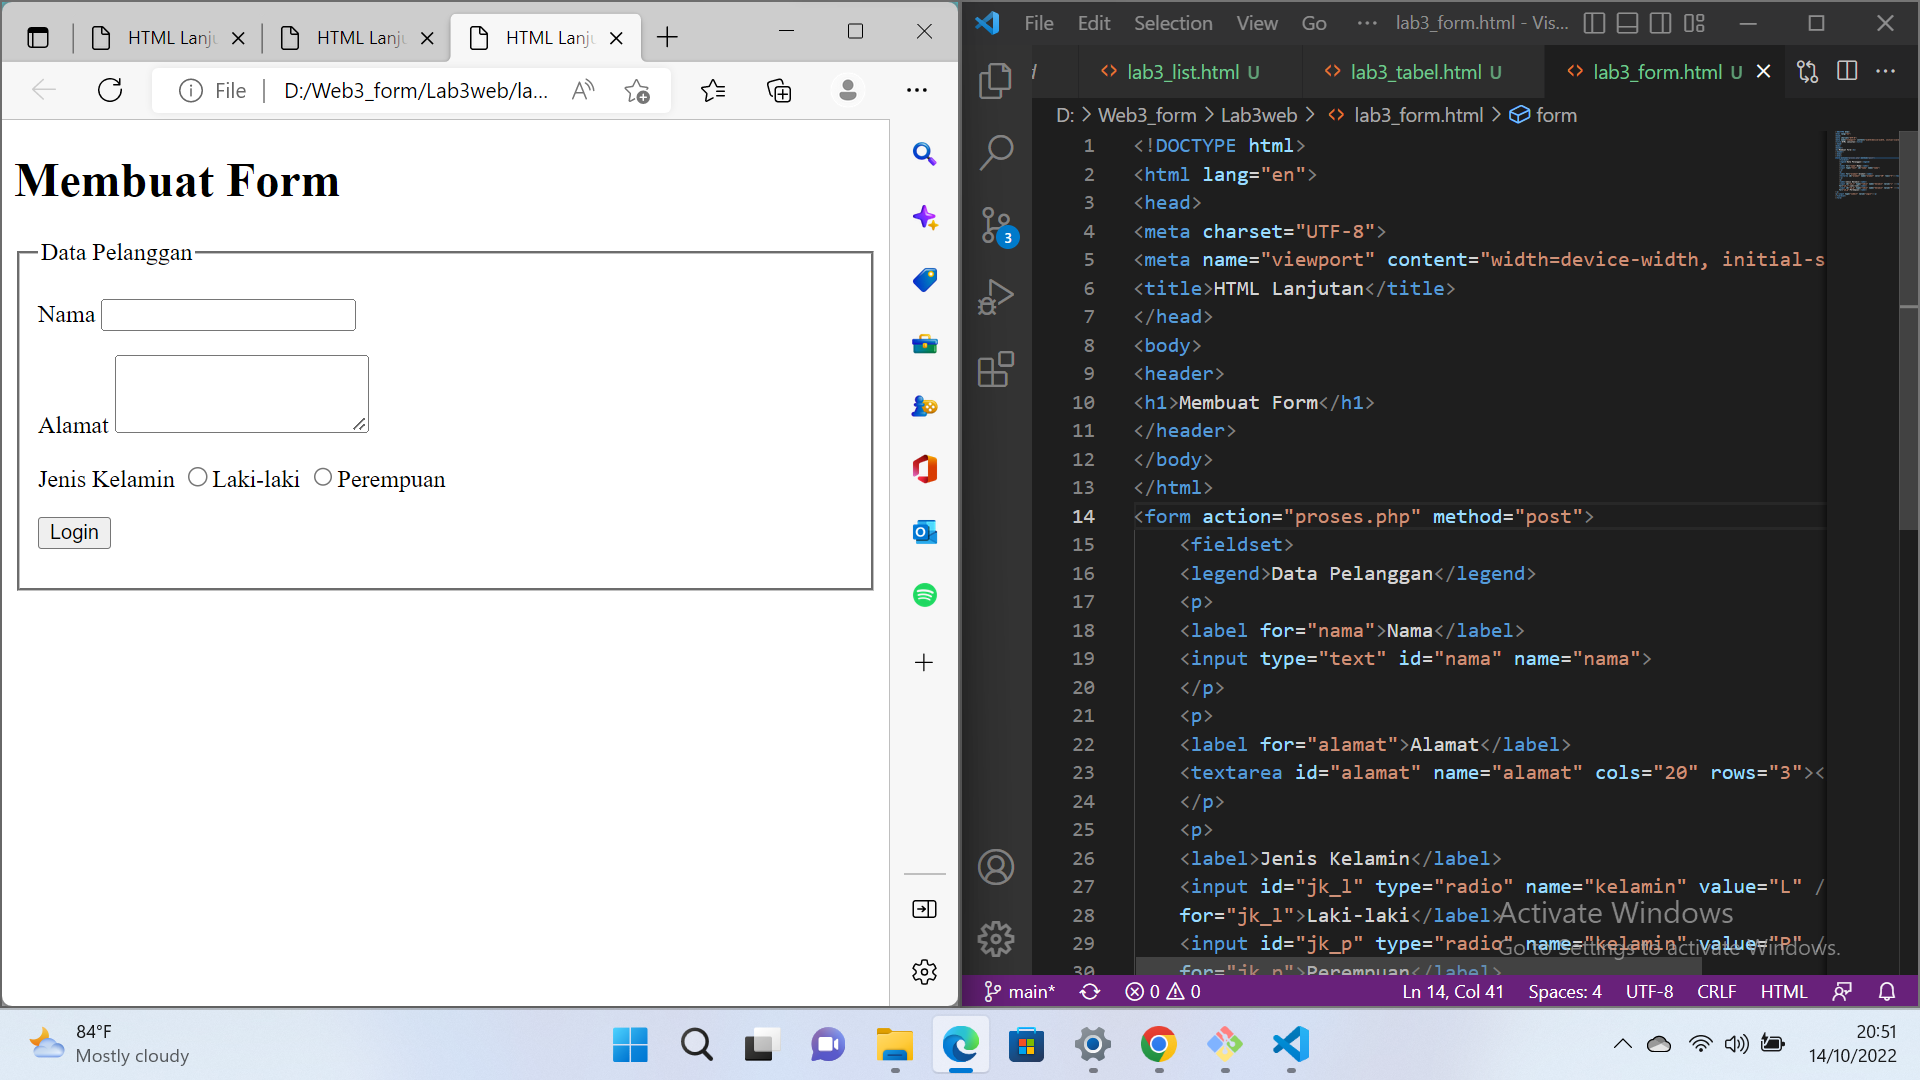 HTML Lanju
HTML Lanju
HTML Lanju
File
D:/Web3_form/Lab3web/la...
Membuat Form
Data Pelanggan
Nama
Alamat
Jenis Kelamin Laki-laki Perempuan
Login
File Edit Selection View Go ... lab3_form.html - Vis...
lab3_list.html U
lab3_tabel.html U
lab3_form.html U
D: > Web3_form > Lab3web > <> lab3_form.html > form
3
1 <!DOCTYPE html>
2 <html lang="en">
3 <head>
4 <meta charset="UTF-8">
5 <meta name="viewport" content="width=device-width, initial-s
6 <title>HTML Lanjutan</title>
7 </head>
8 <body>
9 <header>
10 <h1>Membuat Form</h1>
11 </header>
12 </body>
13 </html>
14 <form action="proses.php" method="post">
15 <fieldset>
16 <legend>Data Pelanggan</legend>
17 <p>
18 <label for="nama">Nama</label>
19 <input type="text" id="nama" name="nama">
20 </p>
21 <p>
22 <label for="alamat">Alamat</label>
23 <textarea id="alamat" name="alamat" cols="20" rows="3"><
24 </p>
25 <p>
26 <label>Jenis Kelamin</label>
27 <input id="jk_l" type="radio" name="kelamin" value="L" /
28 for="jk_l">Laki-laki</label>
29 <input id="jk_p" type="radio" name="kelamin" value="P" /
30 for="jk_p">Perempuan</label>
Activate Windows
Go to Settings to activate Windows.
main* 0 0 Ln 14, Col 41 Spaces: 4 UTF-8 CRLF HTML
84°F
Mostly cloudy
20:51
14/10/2022